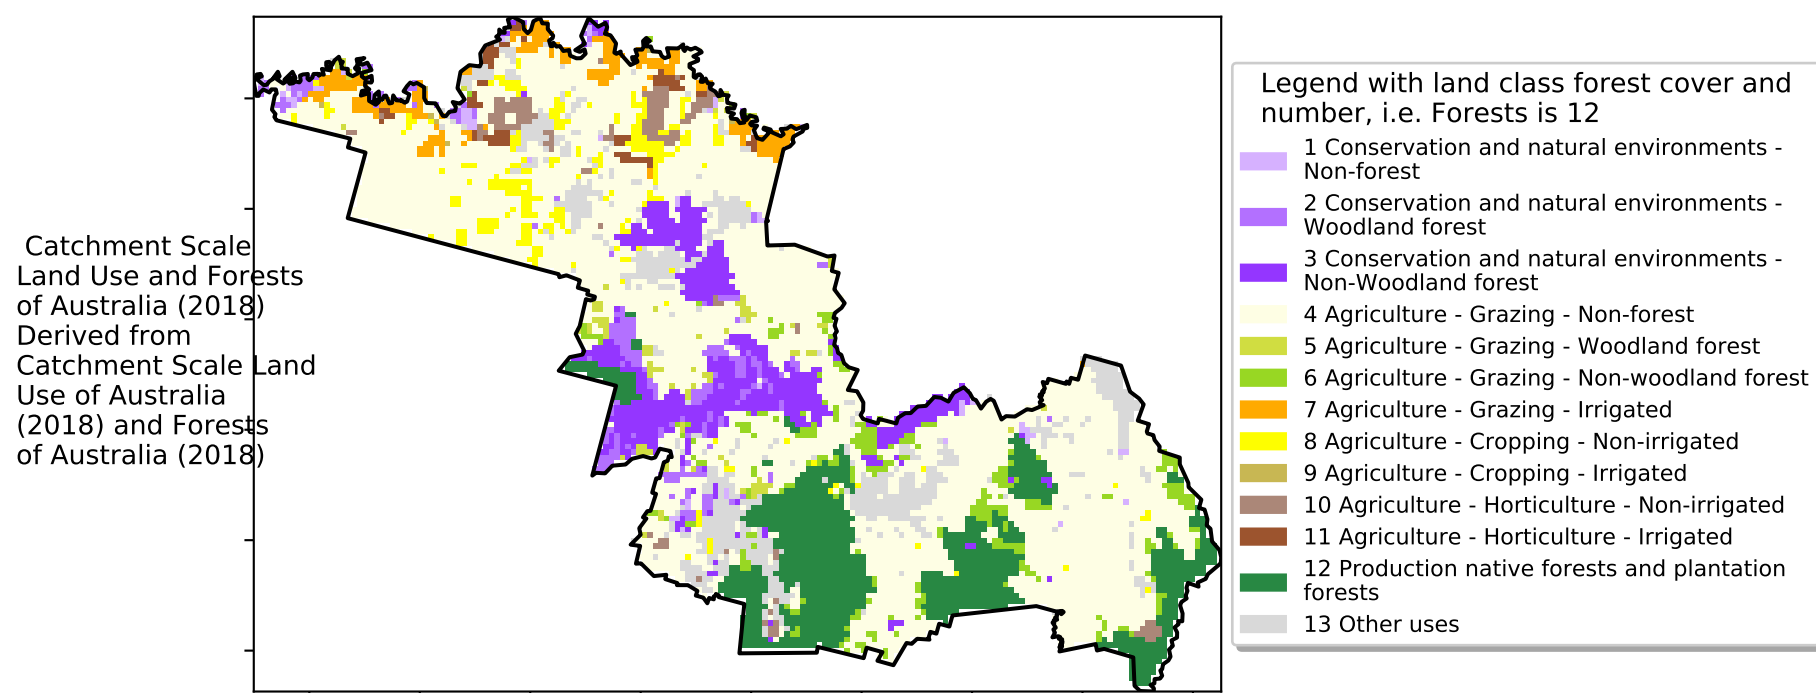 Catchment Scale
Land Use and Forests
of Australia (2018)
Derived from
Catchment Scale Land
Use of Australia
(2018) and Forests
of Australia (2018)
Legend with land class forest cover and
number, i.e. Forests is 12
1 Conservation and natural environments -
Non-forest
2 Conservation and natural environments -
Woodland forest
3 Conservation and natural environments -
Non-Woodland forest
4 Agriculture - Grazing - Non-forest
5 Agriculture - Grazing - Woodland forest
6 Agriculture - Grazing - Non-woodland forest
7 Agriculture - Grazing - Irrigated
8 Agriculture - Cropping - Non-irrigated
9 Agriculture - Cropping - Irrigated
10 Agriculture - Horticulture - Non-irrigated
11 Agriculture - Horticulture - Irrigated
12 Production native forests and plantation
forests
13 Other uses